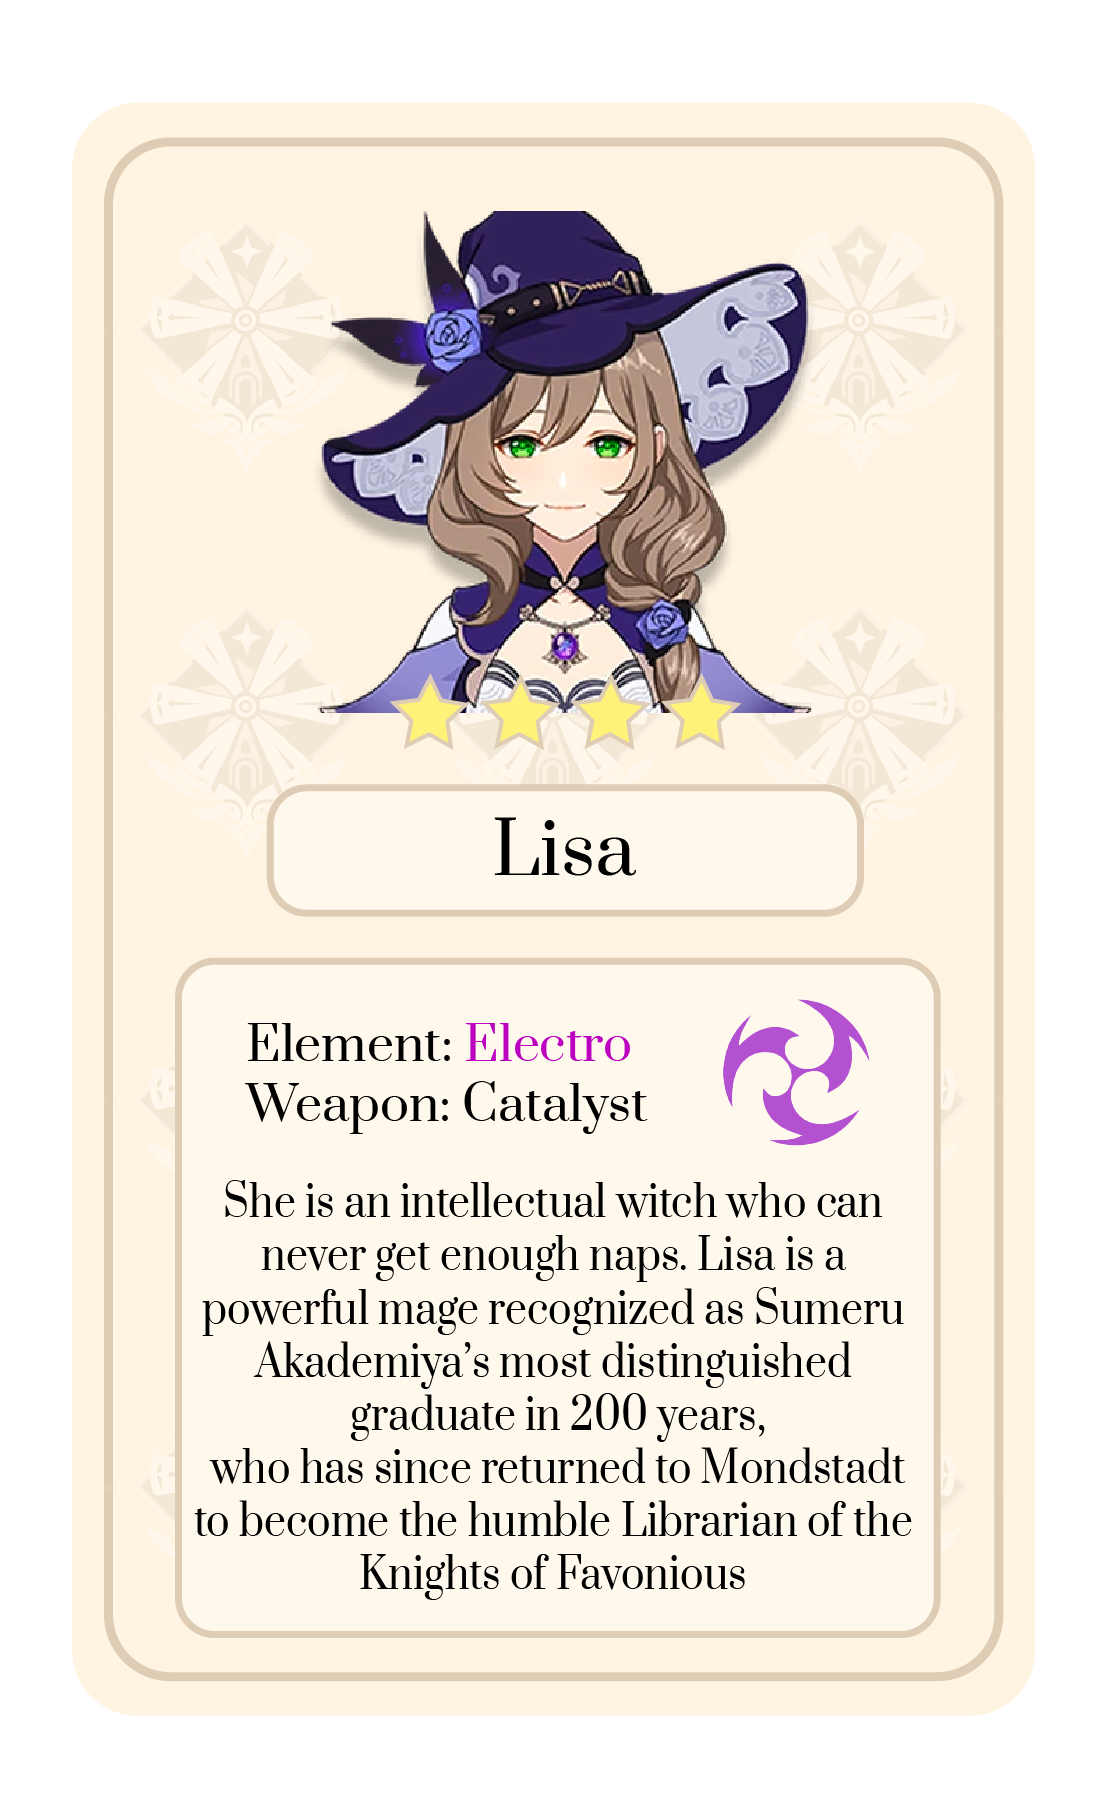 Lisa
Element: Electro
Weapon: Catalyst
She is an intellectual witch who can
never get enough naps. Lisa is a
powerful mage recognized as Sumeru
Akademiya’s most distinguished
graduate in 200 years,
who has since returned to Mondstadt
to become the humble Librarian of the
Knights of Favonious